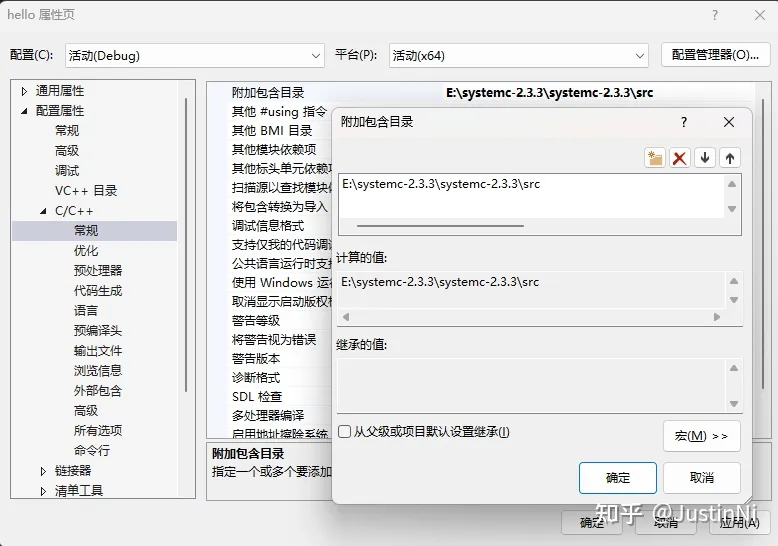 hello 属性页
配置(C): 活动(Debug) 平台(P): 活动(x64) 配置管理器(O)...
通用属性
配置属性
常规
高级
调试
VC++ 目录
C/C++
常规
优化
预处理器
代码生成
语言
预编译头
输出文件
浏览信息
外部包含
高级
所有选项
命令行
链接器
清单工具
附加包含目录 E:\systemc-2.3.3\systemc-2.3.3\src
其他 #using 指令
其他 BMI 目录
其他模块依赖项
其他标头单元依赖项
扫描源以查找模块
将包含转换为导入
调试信息格式
支持仅我的代码调
公共语言运行时支
使用 Windows 运
取消显示启动版权
警告等级
将警告视为错误
警告版本
诊断格式
SDL 检查
多处理器编译
启用地址擦除系统
附加包含目录
指定一个或多个要添加
附加包含目录
E:\systemc-2.3.3\systemc-2.3.3\src
计算的值:
E:\systemc-2.3.3\systemc-2.3.3\src
继承的值:
从父级或项目默认设置继承(I)
宏(M) >>
确定 取消
确定 取消 应用(A)
知乎 @JustinNi